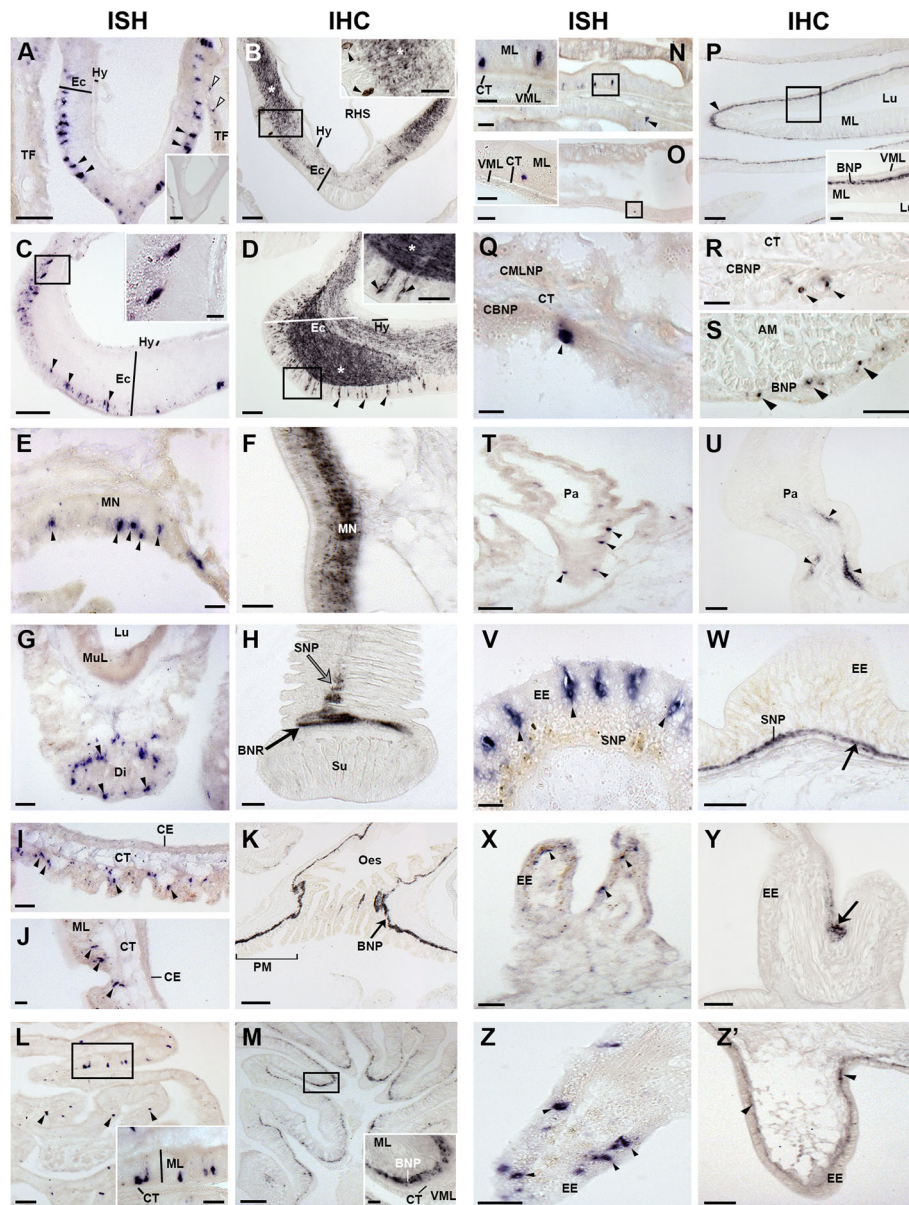 ISH IHC ISH IHC
A Hy Ec TF TF
B Hy RHS Ec
N ML CT VML
O VML CT ML
P Lu ML BNP VML ML Lu
C Hy Ec
D Ec Hy
Q CMLNP CT CBNP
R CT CBNP
S AM BNP
E MN
F MN
T Pa
U Pa
G Lu MuL Di
H SNP BNR Su
V EE SNP
W EE SNP
I CE CT
J ML CT CE
K Oes BNP PM
X EE
Y EE
L ML CT
M ML BNP CT VML
Z EE
Z' EE